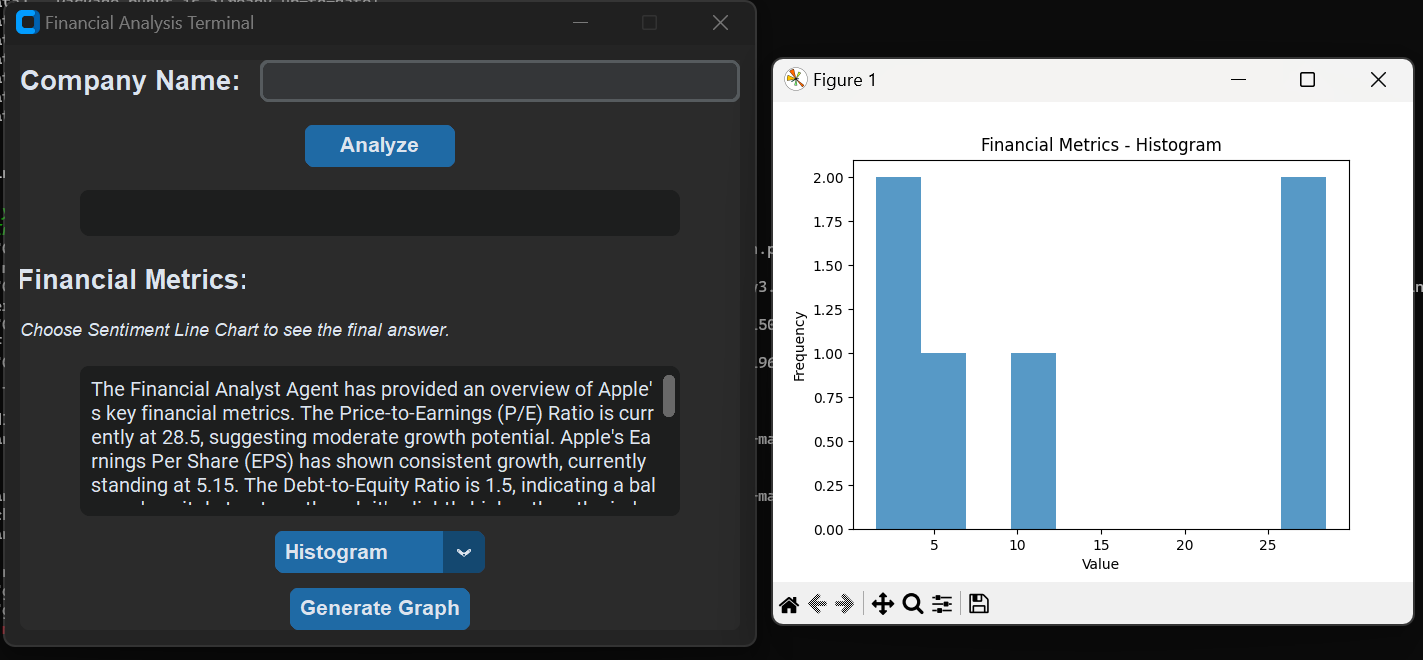 Financial Analysis Terminal
Company Name:
Analyze
Financial Metrics:
Choose Sentiment Line Chart to see the final answer.
The Financial Analyst Agent has provided an overview of Apple'
s key financial metrics. The Price-to-Earnings (P/E) Ratio is curr
ently at 28.5, suggesting moderate growth potential. Apple's Ea
rnings Per Share (EPS) has shown consistent growth, currently
standing at 5.15. The Debt-to-Equity Ratio is 1.5, indicating a bal
Histogram
Generate Graph
Figure 1
Financial Metrics - Histogram
2.00
1.75
1.50
1.25
1.00
0.75
0.50
0.25
0.00
Frequency
5 10 15 20 25
Value